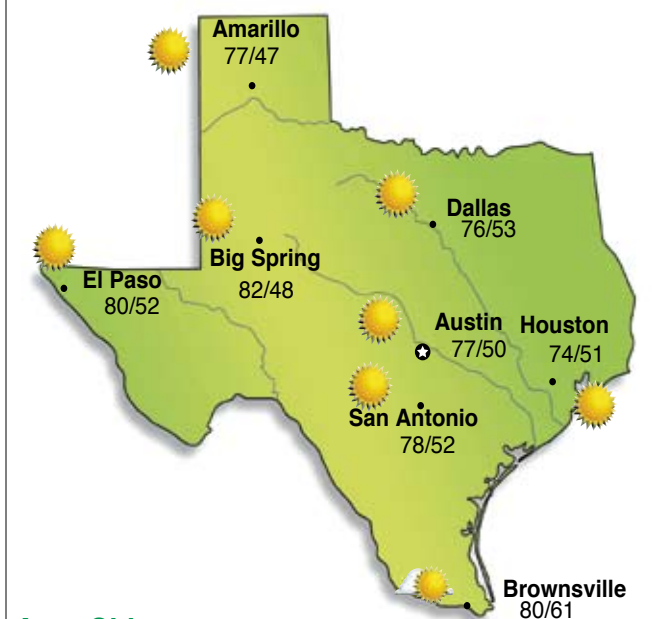 Amarillo
77/47
Dallas
76/53
Big Spring
82/48
El Paso
80/52
Austin
77/50
Houston
74/51
San Antonio
78/52
Brownsville
80/61